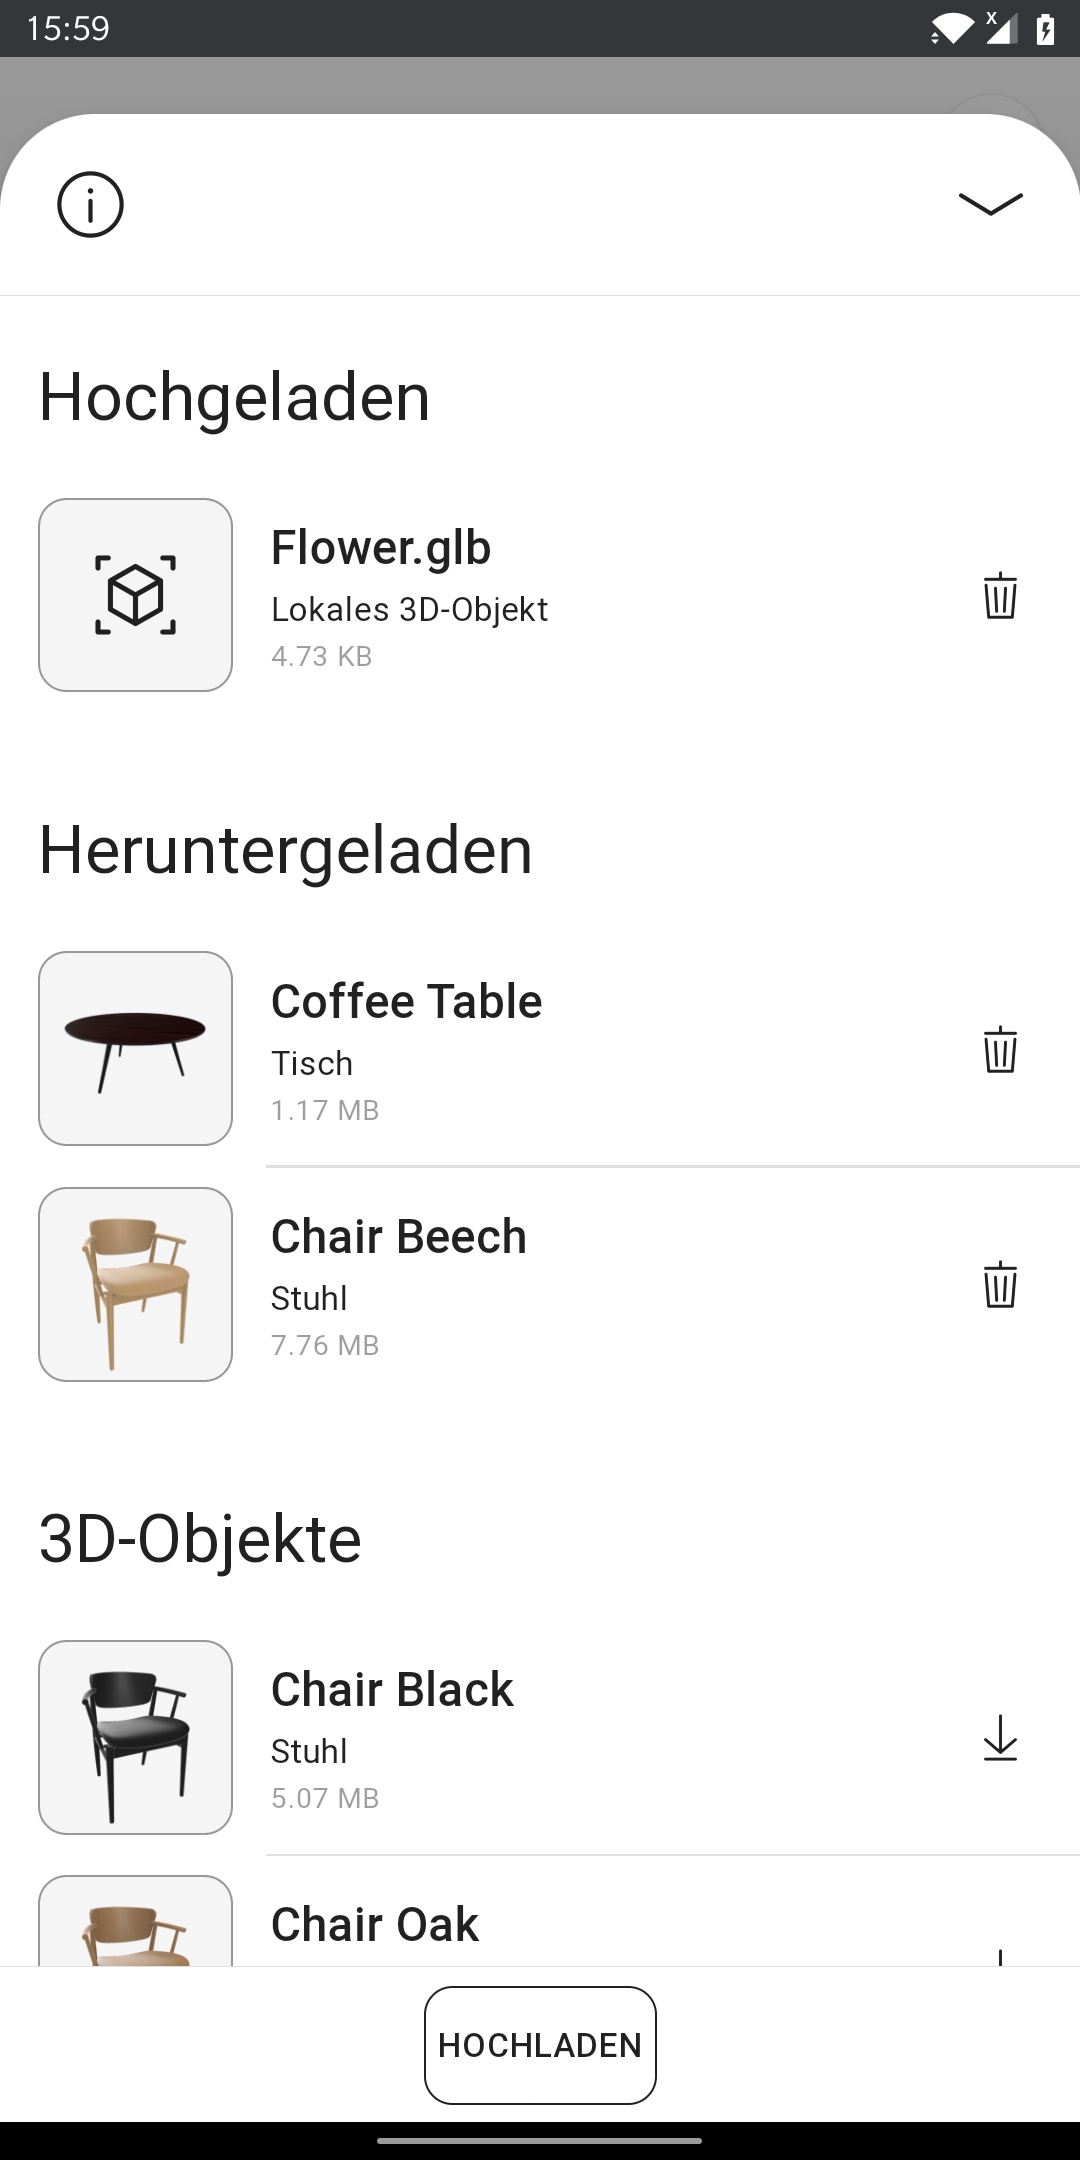 15:59
Hochgeladen
Flower.glb
Lokales 3D-Objekt
4.73 KB
Heruntergeladen
Coffee Table
Tisch
1.17 MB
Chair Beech
Stuhl
7.76 MB
3D-Objekte
Chair Black
Stuhl
5.07 MB
Chair Oak
HOCHLADEN